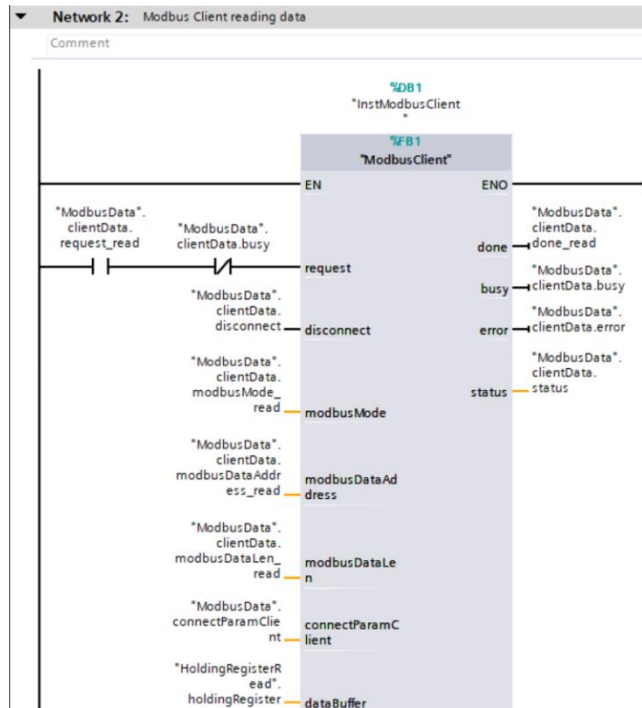 Network 2: Modbus Client reading data
Comment
%DB1
"InstModbusClient
"
%FB1
"ModbusClient"
EN
ENO
"ModbusData".
clientData.
request_read
"ModbusData".
clientData.busy
request
"ModbusData".
clientData.
disconnect
disconnect
"ModbusData".
clientData.
modbusMode_
read
modbusMode
"ModbusData".
clientData.
modbusDataAddr
ess_read
modbusDataAd
dress
"ModbusData".
clientData.
modbusDataLen_
read
modbusDataLe
n
"ModbusData".
connectParamClie
nt
connectParamC
lient
"HoldingRegisterR
ead".
holdingRegister
dataBuffer
done
"ModbusData".
clientData.
done_read
busy
"ModbusData".
clientData.busy
error
"ModbusData".
clientData.error
status
"ModbusData".
clientData.
status